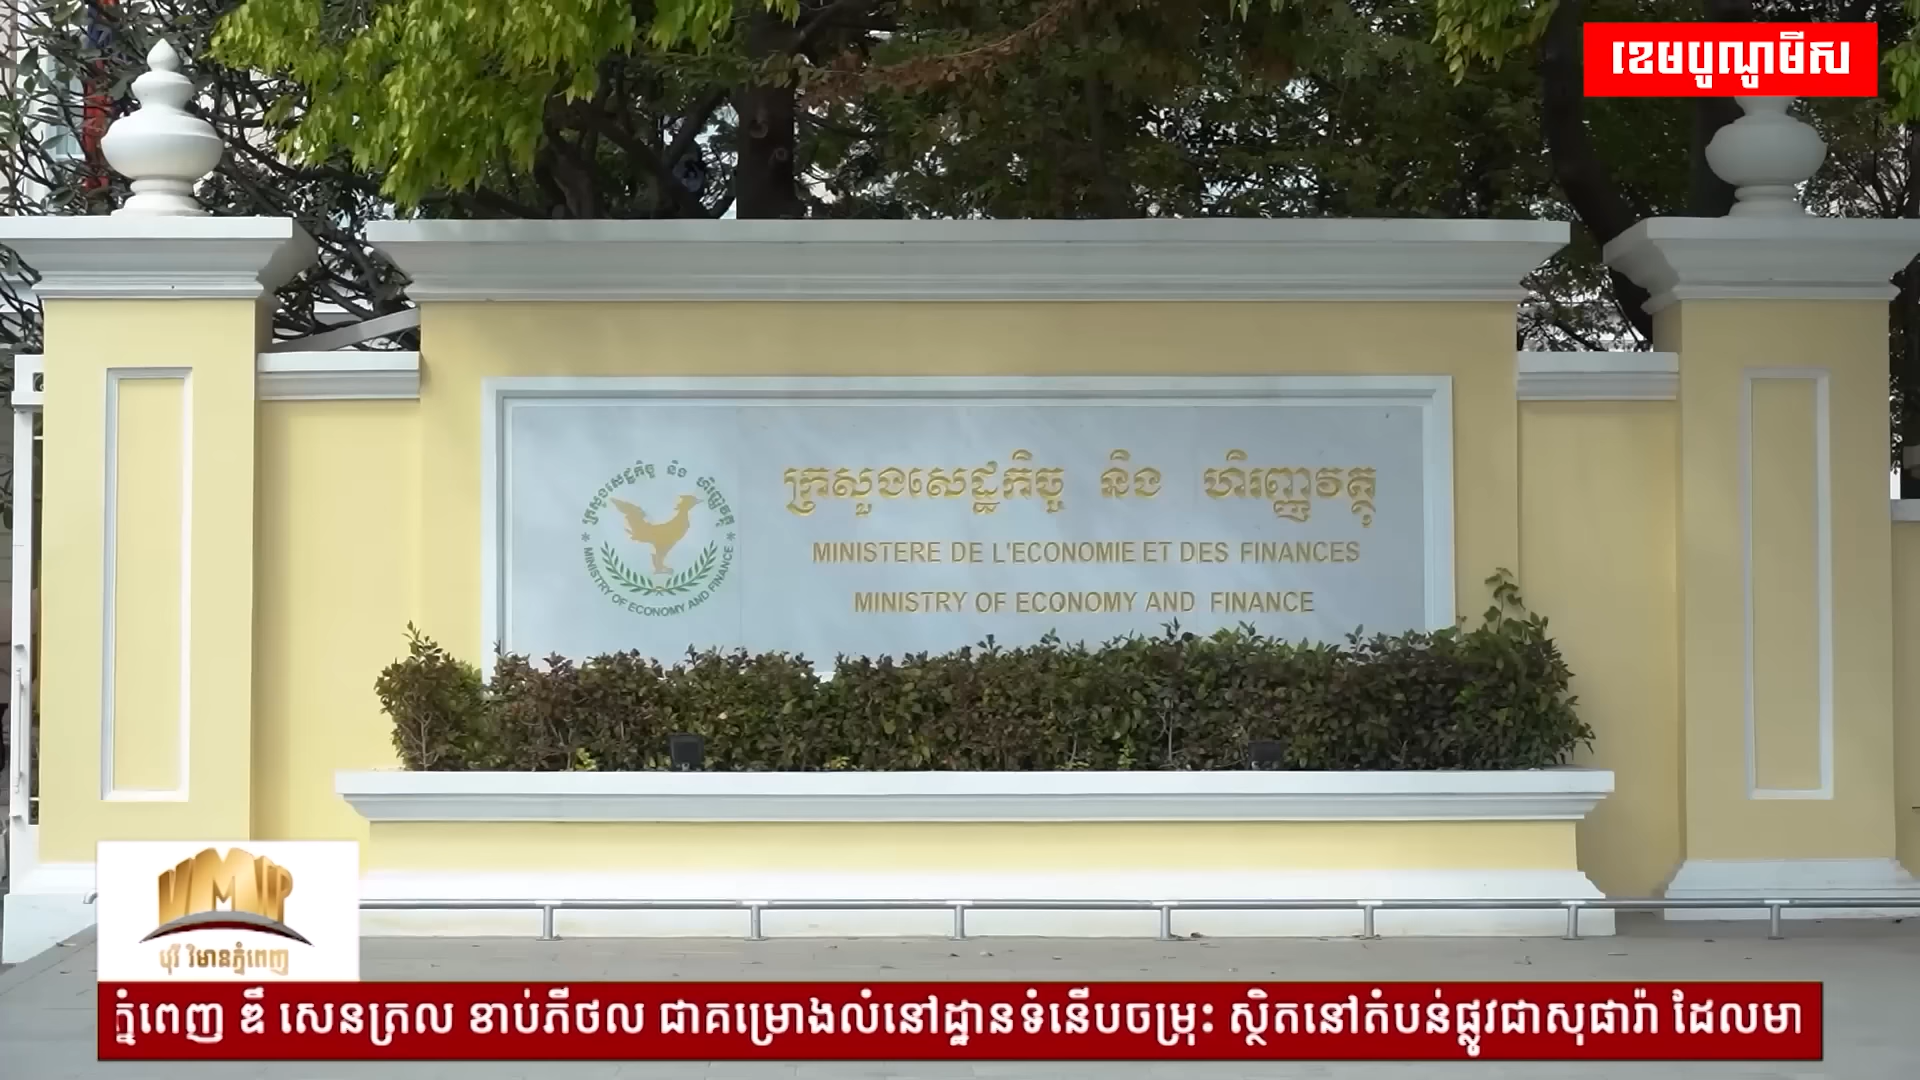 ខេមបូណូមីស
ក្រសួងសេដ្ឋកិច្ច និង ហិរញ្ញវត្ថុ
MINISTERE DE L'ECONOMIE ET DES FINANCES
MINISTRY OF ECONOMY AND FINANCE
ក្រសួងសេដ្ឋកិច្ច និង ហិរញ្ញវត្ថុ
* MINISTRY OF ECONOMY AND FINANCE *
VMVP
បុរី វិមានភ្នំពេញ
ភ្នំពេញ ឌឹ សេនត្រល ខាប់ភីថល ជាគម្រោងលំនៅដ្ឋានទំនើបចម្រុះ ស្ថិតនៅតំបន់ផ្លូវជាសុផារ៉ា ដែលមា